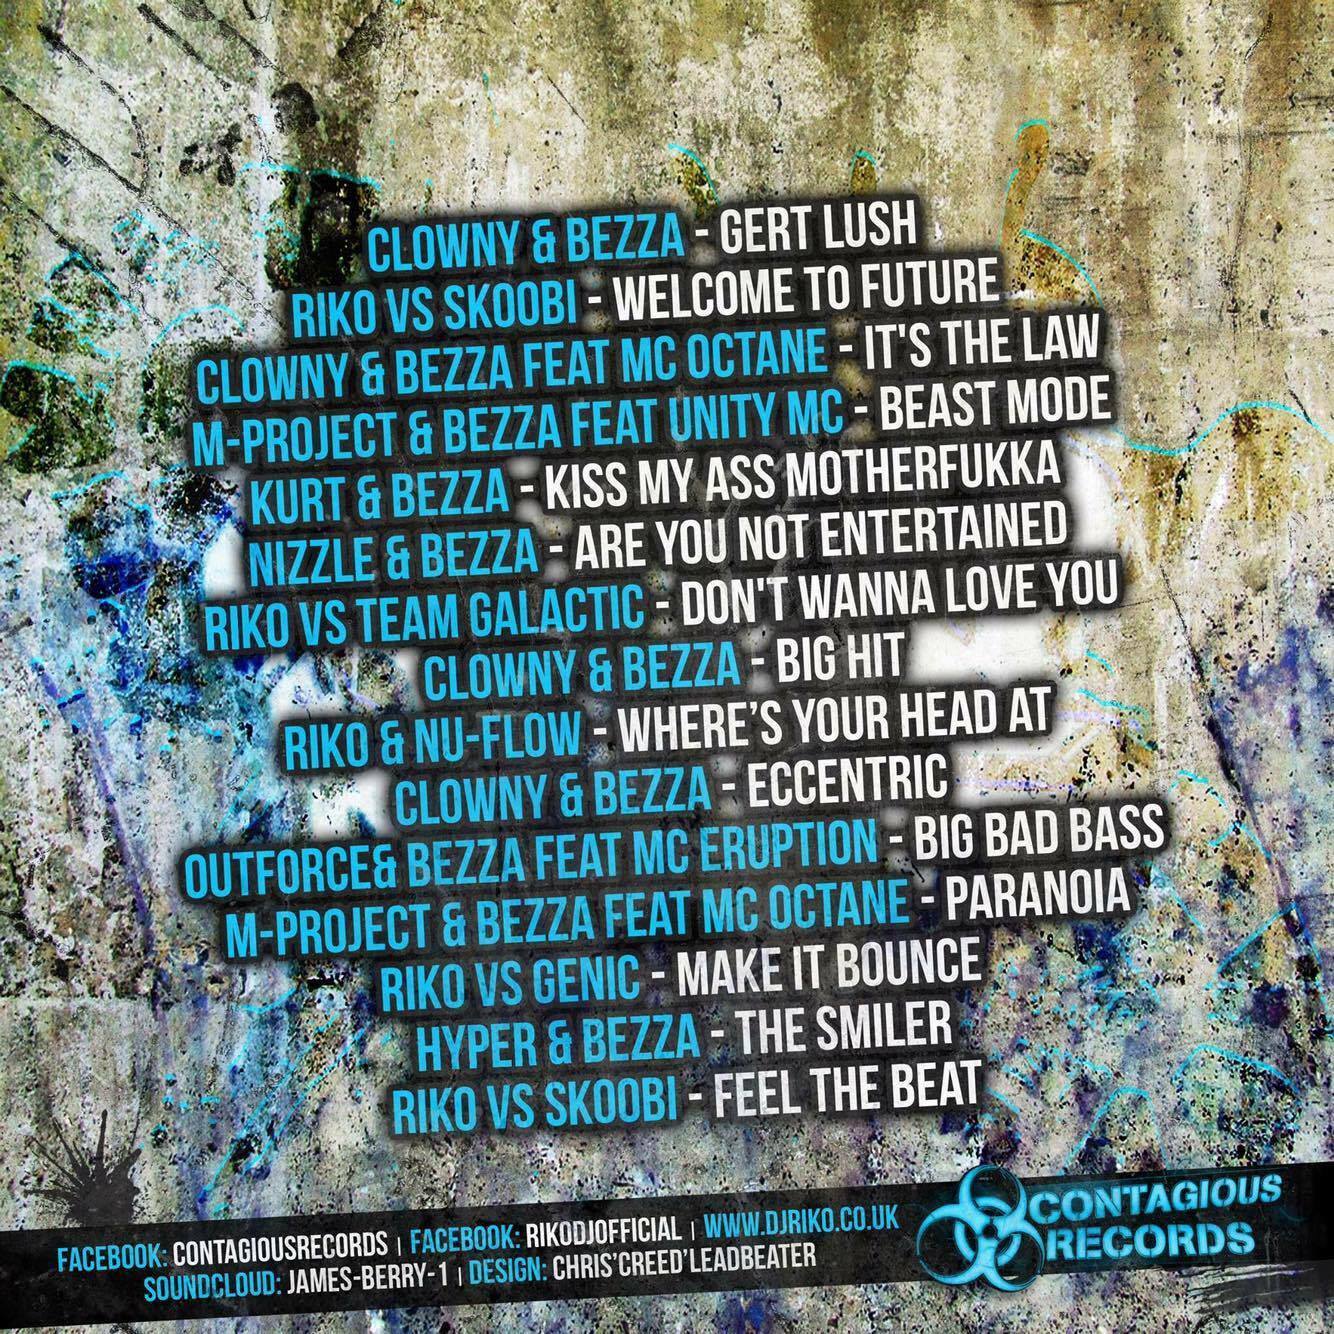 CLOWNY & BEZZA - GERT LUSH
RIKO VS SKOOBI - WELCOME TO FUTURE
CLOWNY & BEZZA FEAT MC OCTANE - IT'S THE LAW
M-PROJECT & BEZZA FEAT UNITY MC - BEAST MODE
KURT & BEZZA - KISS MY ASS MOTHERFUKKA
NIZZLE & BEZZA - ARE YOU NOT ENTERTAINED
RIKO VS TEAM GALACTIC - DON'T WANNA LOVE YOU
CLOWNY & BEZZA - BIG HIT
RIKO & NU-FLOW - WHERE’S YOUR HEAD AT
CLOWNY & BEZZA - ECCENTRIC
OUTFORCE& BEZZA FEAT MC ERUPTION - BIG BAD BASS
M-PROJECT & BEZZA FEAT MC OCTANE - PARANOIA
RIKO VS GENIC - MAKE IT BOUNCE
HYPER & BEZZA - THE SMILER
RIKO VS SKOOBI - FEEL THE BEAT
FACEBOOK: CONTAGIOUSRECORDS | FACEBOOK: RIKODJOFFICIAL | WWW.DJRIKO.CO.UK
SOUNDCLOUD: JAMES-BERRY-1 | DESIGN: CHRIS'CREED'LEADBEATER
CONTAGIOUS
RECORDS